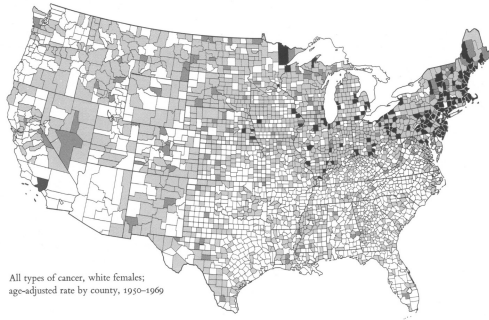 All types of cancer, white females;
age-adjusted rate by county, 1950–1969